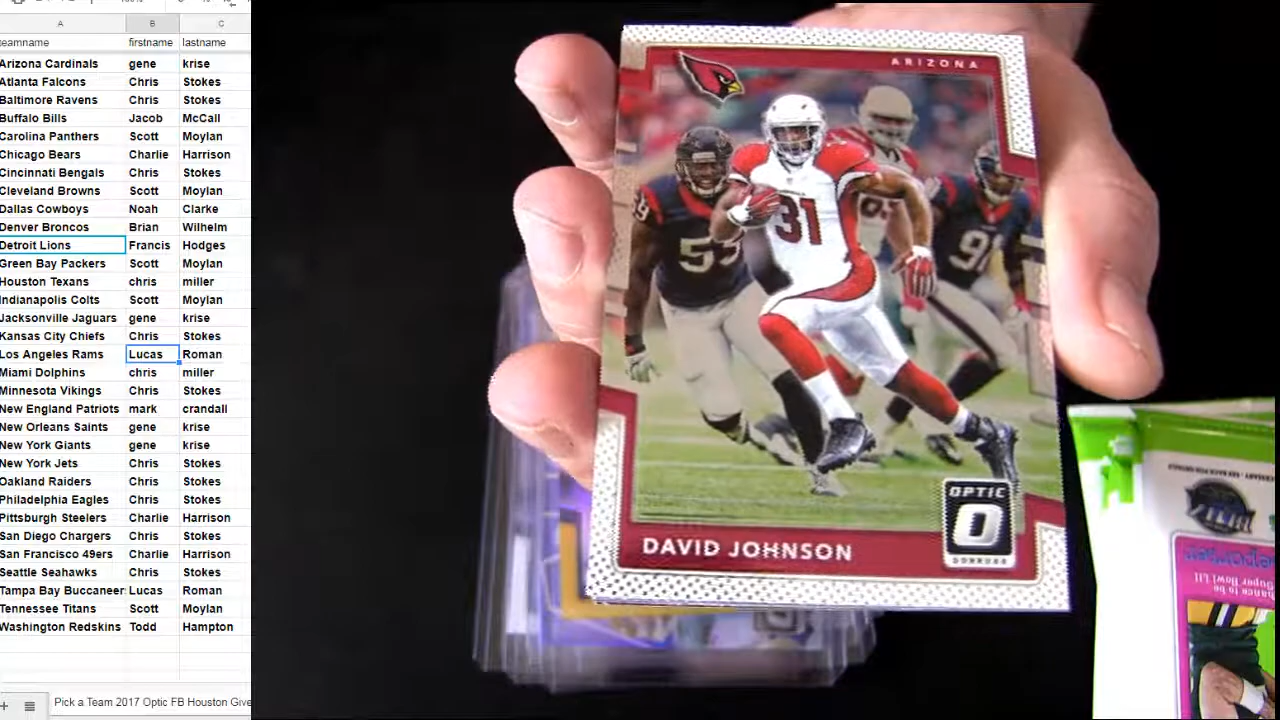 A B C
teamname firstname lastname
Arizona Cardinals gene krise
Atlanta Falcons Chris Stokes
Baltimore Ravens Chris Stokes
Buffalo Bills Jacob McCall
Carolina Panthers Scott Moylan
Chicago Bears Charlie Harrison
Cincinnati Bengals Chris Stokes
Cleveland Browns Scott Moylan
Dallas Cowboys Noah Clarke
Denver Broncos Brian Wilhelm
Detroit Lions Francis Hodges
Green Bay Packers Scott Moylan
Houston Texans chris miller
Indianapolis Colts Scott Moylan
Jacksonville Jaguars gene krise
Kansas City Chiefs Chris Stokes
Los Angeles Rams Lucas Roman
Miami Dolphins chris miller
Minnesota Vikings Chris Stokes
New England Patriots mark crandall
New Orleans Saints gene krise
New York Giants gene krise
New York Jets Chris Stokes
Oakland Raiders Chris Stokes
Philadelphia Eagles Chris Stokes
Pittsburgh Steelers Charlie Harrison
San Diego Chargers Chris Stokes
San Francisco 49ers Charlie Harrison
Seattle Seahawks Chris Stokes
Tampa Bay Buccaneer Lucas Roman
Tennessee Titans Scott Moylan
Washington Redskins Todd Hampton
Pick a Team 2017 Optic FB Houston Give
ARIZONA
31
OPTIC
DONRUSS
DAVID JOHNSON
Super Bowl LII